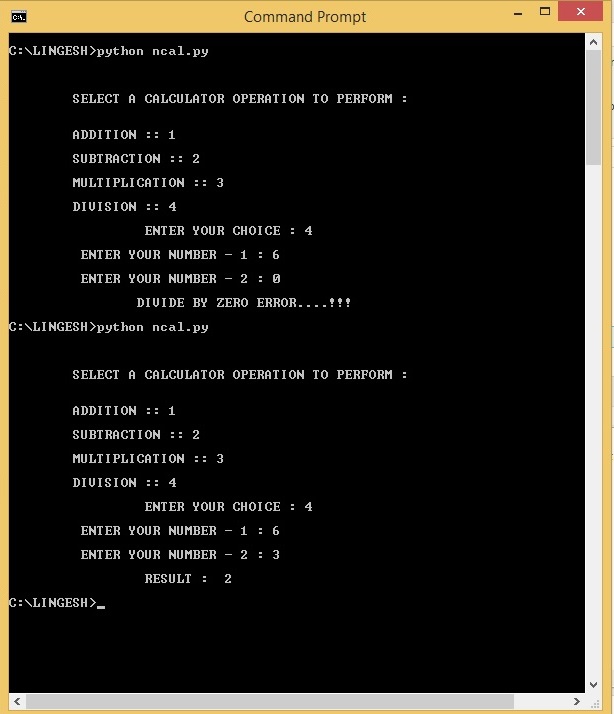 Command Prompt
C:\LINGESH>python ncal.py
SELECT A CALCULATOR OPERATION TO PERFORM :
ADDITION :: 1
SUBTRACTION :: 2
MULTIPLICATION :: 3
DIVISION :: 4
ENTER YOUR CHOICE : 4
ENTER YOUR NUMBER - 1 : 6
ENTER YOUR NUMBER - 2 : 0
DIVIDE BY ZERO ERROR....!!!
C:\LINGESH>python ncal.py
SELECT A CALCULATOR OPERATION TO PERFORM :
ADDITION :: 1
SUBTRACTION :: 2
MULTIPLICATION :: 3
DIVISION :: 4
ENTER YOUR CHOICE : 4
ENTER YOUR NUMBER - 1 : 6
ENTER YOUR NUMBER - 2 : 3
RESULT :  2
C:\LINGESH>_